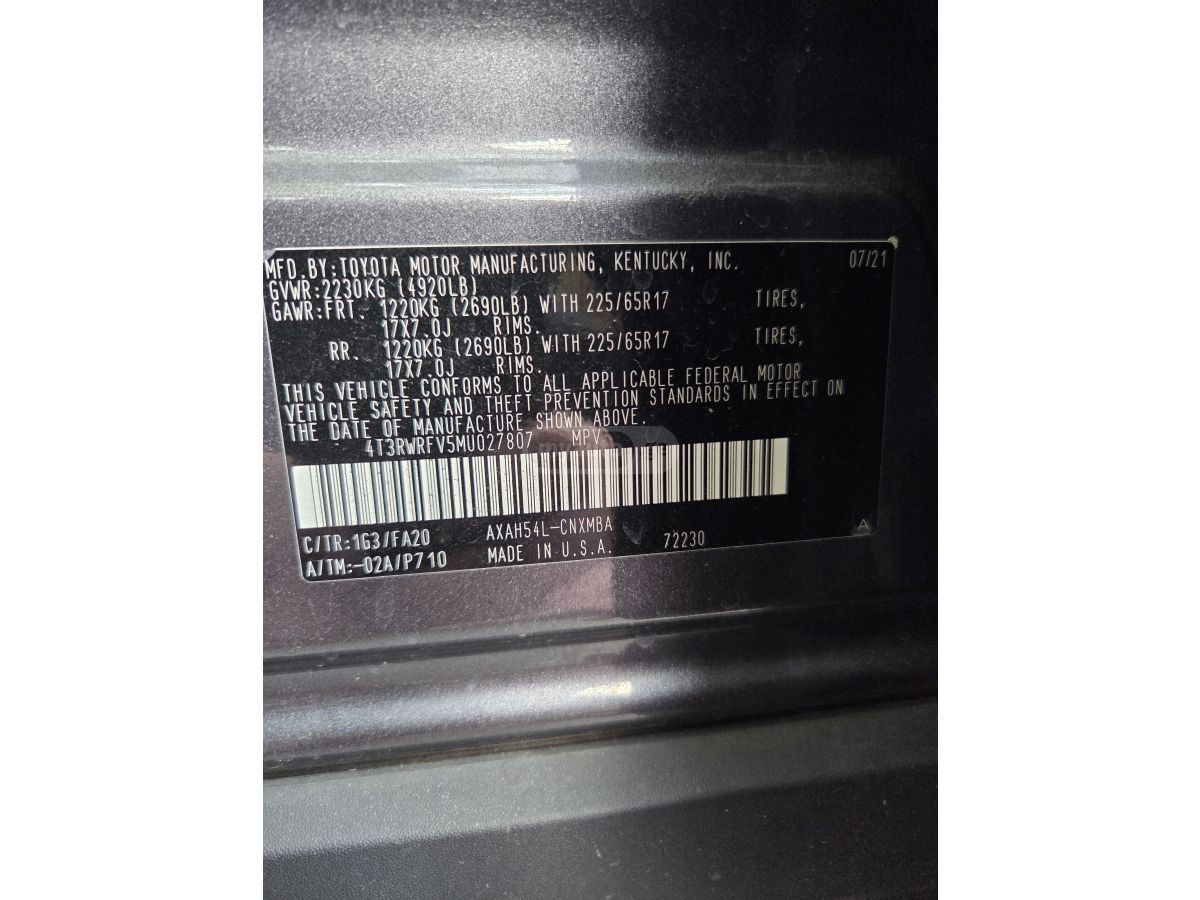 MFD.BY:TOYOTA MOTOR MANUFACTURING, KENTUCKY, INC. 07/21
GVWR:2230KG (4920LB)
GAWR:FRT. 1220KG (2690LB) WITH 225/65R17 TIRES,
17X7.0J RIMS.
RR. 1220KG (2690LB) WITH 225/65R17 TIRES,
17X7.0J RIMS.
THIS VEHICLE CONFORMS TO ALL APPLICABLE FEDERAL MOTOR
VEHICLE SAFETY AND THEFT PREVENTION STANDARDS IN EFFECT ON
THE DATE OF MANUFACTURE SHOWN ABOVE.
4T3RWRFV5MU027807 MPV
C/TR:1G3/FA20 AXAH54L-CNXMBA A
A/TM:-02A/P710 MADE IN U.S.A. 72230